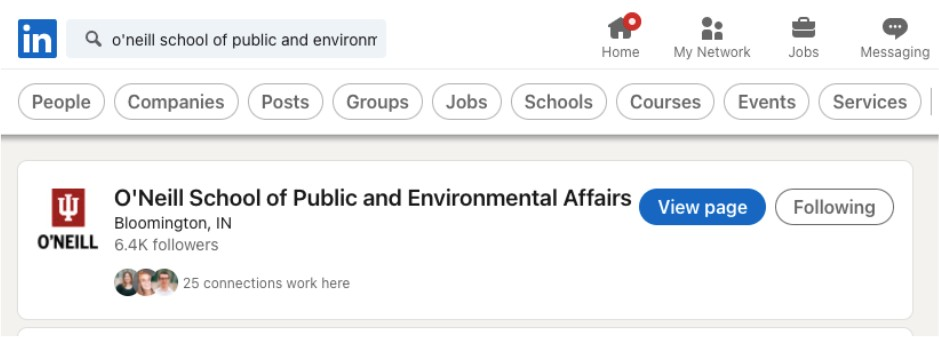 in
o'neill school of public and environm
Home
My Network
Jobs
Messaging
People
Companies
Posts
Groups
Jobs
Schools
Courses
Events
Services
O'NEILL
O'Neill School of Public and Environmental Affairs
Bloomington, IN
6.4K followers
25 connections work here
View page
Following